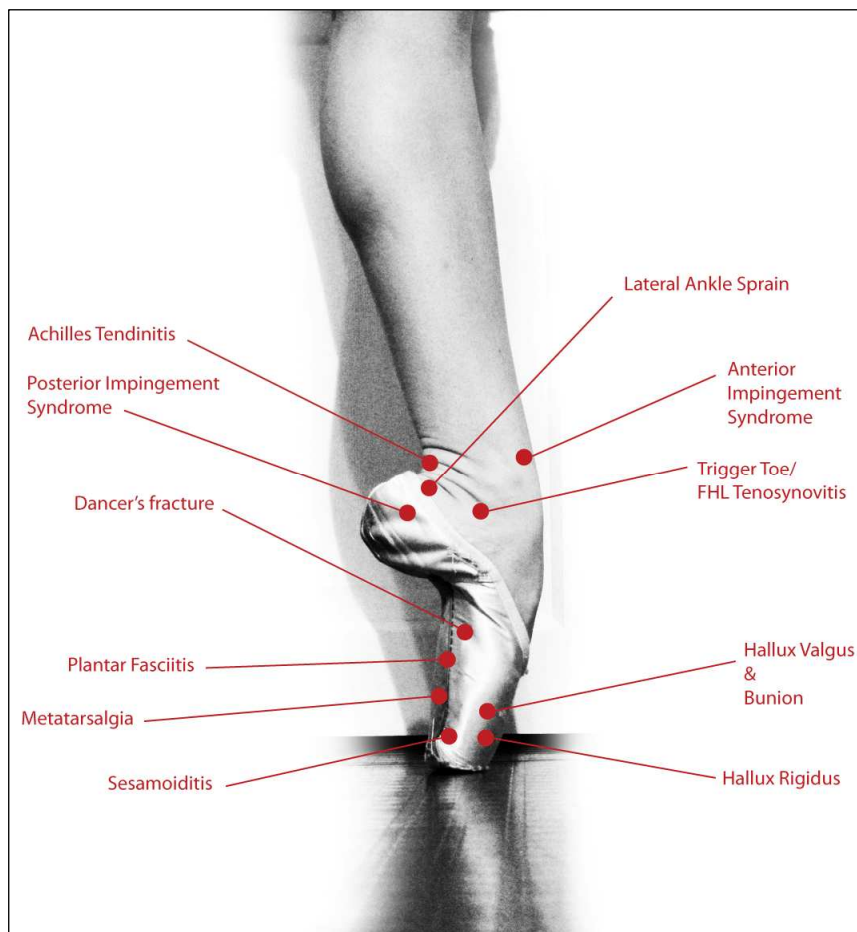 Lateral Ankle Sprain
Achilles Tendinitis
Posterior Impingement
Syndrome
Anterior
Impingement
Syndrome
Trigger Toe/
FHL Tenosynovitis
Dancer's fracture
Plantar Fasciitis
Hallux Valgus
&
Bunion
Metatarsalgia
Sesamoiditis
Hallux Rigidus